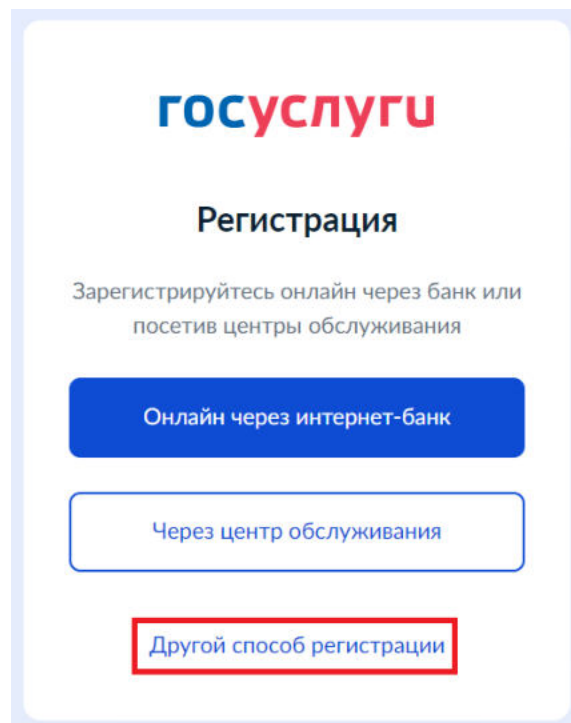 госуслуги
Регистрация
Зарегистрируйтесь онлайн через банк или
посетив центры обслуживания
Онлайн через интернет-банк
Через центр обслуживания
Другой способ регистрации